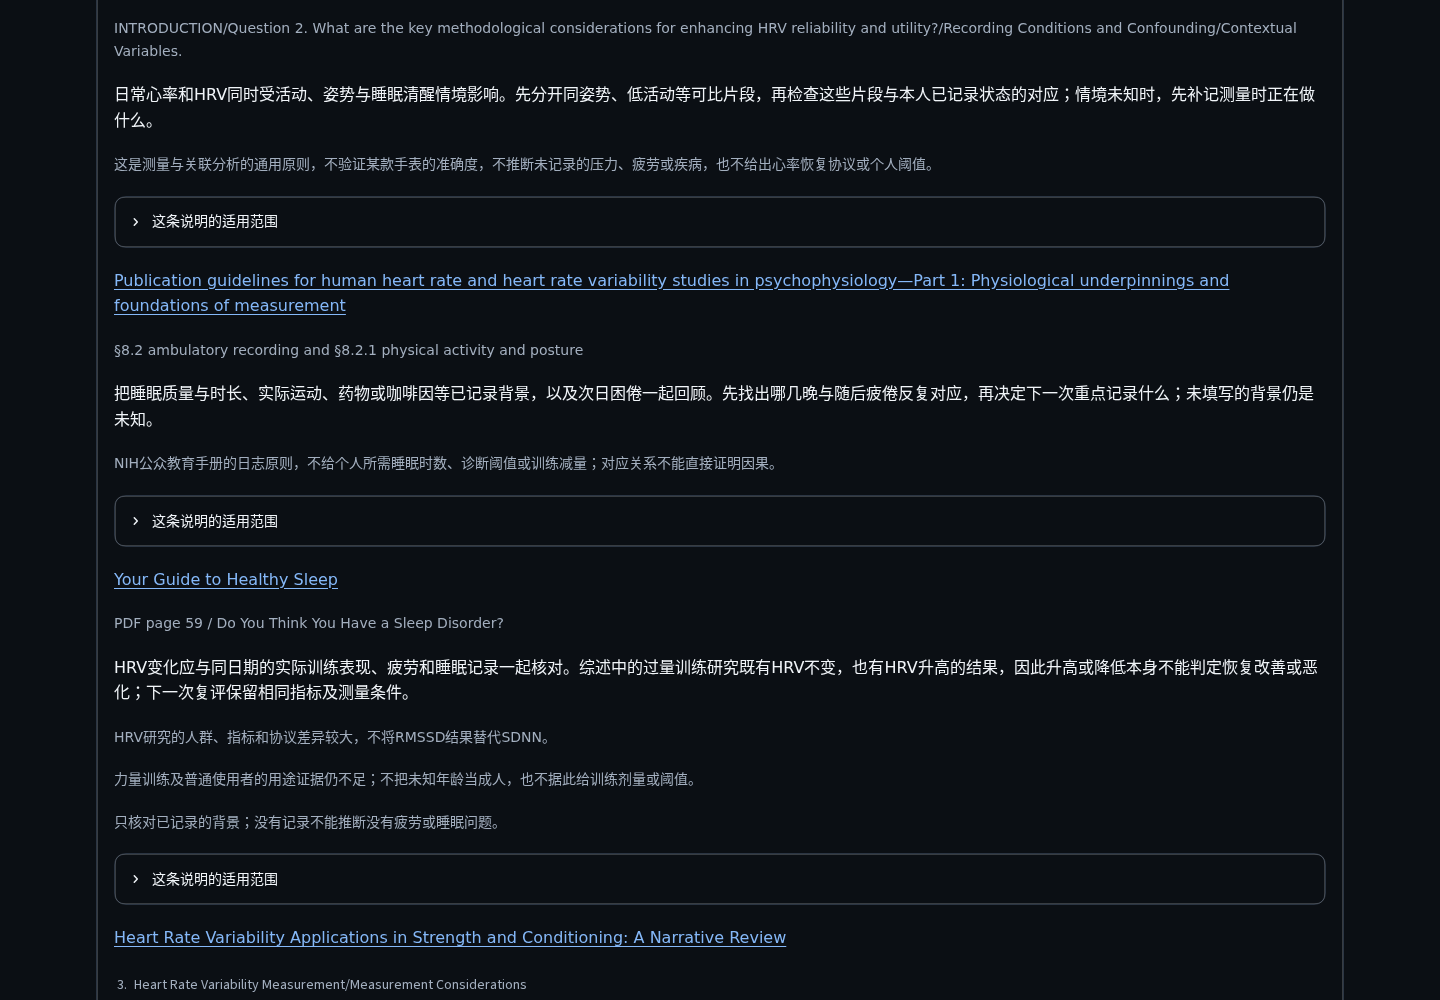 INTRODUCTION/Question 2. What are the key methodological considerations for enhancing HRV reliability and utility?/Recording Conditions and Confounding/Contextual
Variables.
日常心率和HRV同时受活动、姿势与睡眠清醒情境影响。先分开同姿势、低活动等可比片段，再检查这些片段与本人已记录状态的对应；情境未知时，先补记测量时正在做
什么。
这是测量与关联分析的通用原则，不验证某款手表的准确度，不推断未记录的压力、疲劳或疾病，也不给出心率恢复协议或个人阈值。
› 这条说明的适用范围
Publication guidelines for human heart rate and heart rate variability studies in psychophysiology—Part 1: Physiological underpinnings and
foundations of measurement
§8.2 ambulatory recording and §8.2.1 physical activity and posture
把睡眠质量与时长、实际运动、药物或咖啡因等已记录背景，以及次日困倦一起回顾。先找出哪几晚与随后疲倦反复对应，再决定下一次重点记录什么；未填写的背景仍是
未知。
NIH公众教育手册的日志原则，不给个人所需睡眠时数、诊断阈值或训练减量；对应关系不能直接证明因果。
› 这条说明的适用范围
Your Guide to Healthy Sleep
PDF page 59 / Do You Think You Have a Sleep Disorder?
HRV变化应与同日期的实际训练表现、疲劳和睡眠记录一起核对。综述中的过量训练研究既有HRV不变，也有HRV升高的结果，因此升高或降低本身不能判定恢复改善或恶
化；下一次复评保留相同指标及测量条件。
HRV研究的人群、指标和协议差异较大，不将RMSSD结果替代SDNN。
力量训练及普通使用者的用途证据仍不足；不把未知年龄当成人，也不据此给训练剂量或阈值。
只核对已记录的背景；没有记录不能推断没有疲劳或睡眠问题。
› 这条说明的适用范围
Heart Rate Variability Applications in Strength and Conditioning: A Narrative Review
3. Heart Rate Variability Measurement/Measurement Considerations